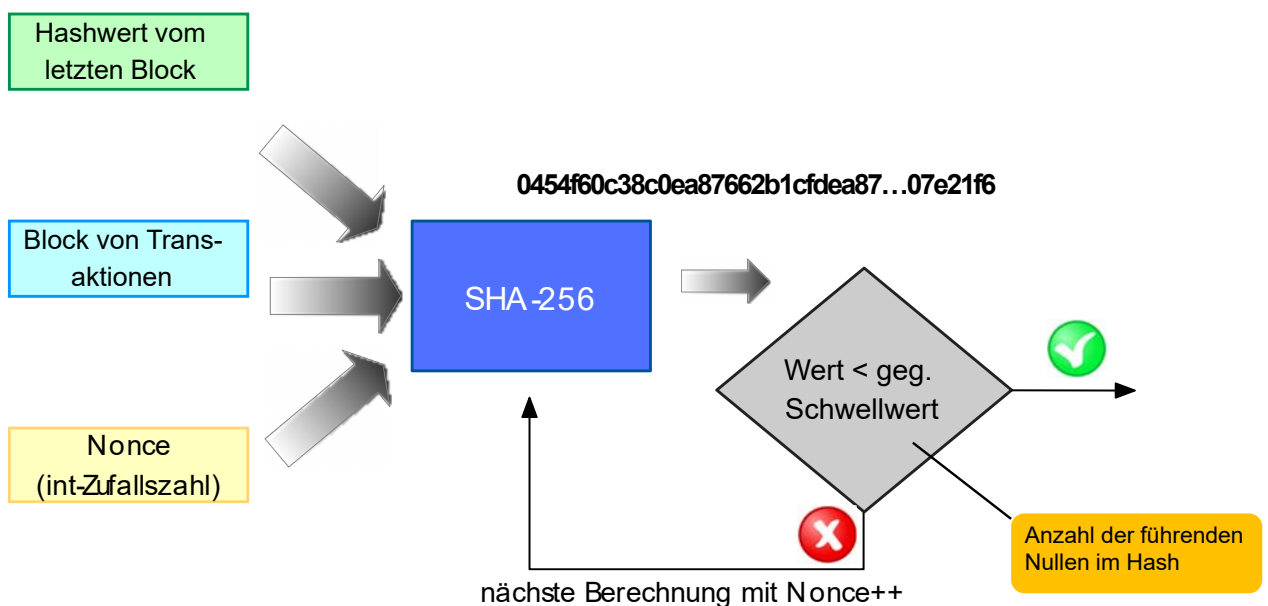 Hashwert vom
letzten Block
0454f60c38c0ea87662b1cfdea87…07e21f6
Block von Trans-
aktionen
SHA-256
Wert < geg.
Schwellwert
Nonce
(int-Zufallszahl)
Anzahl der führenden
Nullen im Hash
nächste Berechnung mit Nonce++